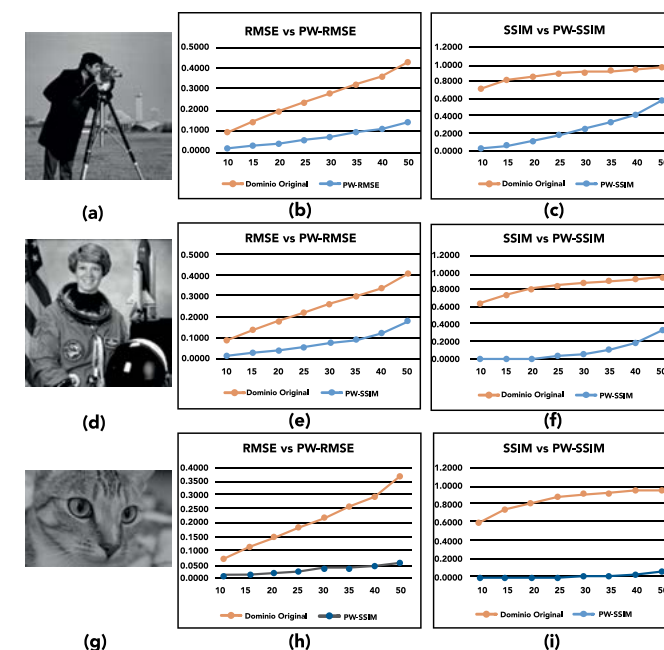 RMSE vs PW-RMSE
0.5000
0.4000
0.3000
0.2000
0.1000
0.0000
10 15 20 25 30 35 40 50
Dominio Original PW-RMSE
SSIM vs PW-SSIM
1.2000
1.0000
0.8000
0.6000
0.4000
0.2000
0.0000
10 15 20 25 30 35 40 50
Dominio Original PW-SSIM
(a) (b) (c)
RMSE vs PW-RMSE
0.5000
0.4000
0.3000
0.2000
0.1000
0.0000
10 15 20 25 30 35 40 50
Dominio Original PW-SSIM
SSIM vs PW-SSIM
1.2000
1.0000
0.8000
0.6000
0.4000
0.2000
0.0000
10 15 20 25 30 35 40 50
Dominio Original PW-SSIM
(d) (e) (f)
RMSE vs PW-RMSE
0.4000
0.3500
0.3000
0.2500
0.2000
0.1500
0.1000
0.0500
0.0000
10 15 20 25 30 35 40 50
Dominio Original PW-SSIM
SSIM vs PW-SSIM
1.2000
1.0000
0.8000
0.6000
0.4000
0.2000
0.0000
10 15 20 25 30 35 40 50
Dominio Original PW-SSIM
(g) (h) (i)